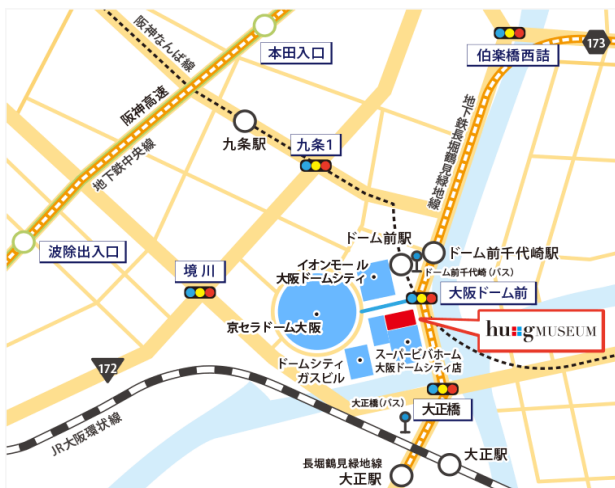 本田入口
伯楽橋西詰
173
阪神なんば線
阪神高速
地下鉄中央線
地下鉄長堀鶴見緑地線
九条駅
九条1
波除出入口
境川
ドーム前駅
ドーム前千代崎駅
ドーム前千代崎(バス)
イオンモール
大阪ドームシティ
大阪ドーム前
京セラドーム大阪
hu+gMUSEUM
スーパービバホーム
大阪ドームシティ店
ドームシティ
ガスビル
172
JR大阪環状線
大正橋(バス)
大正橋
大正駅
長堀鶴見緑地線
大正駅